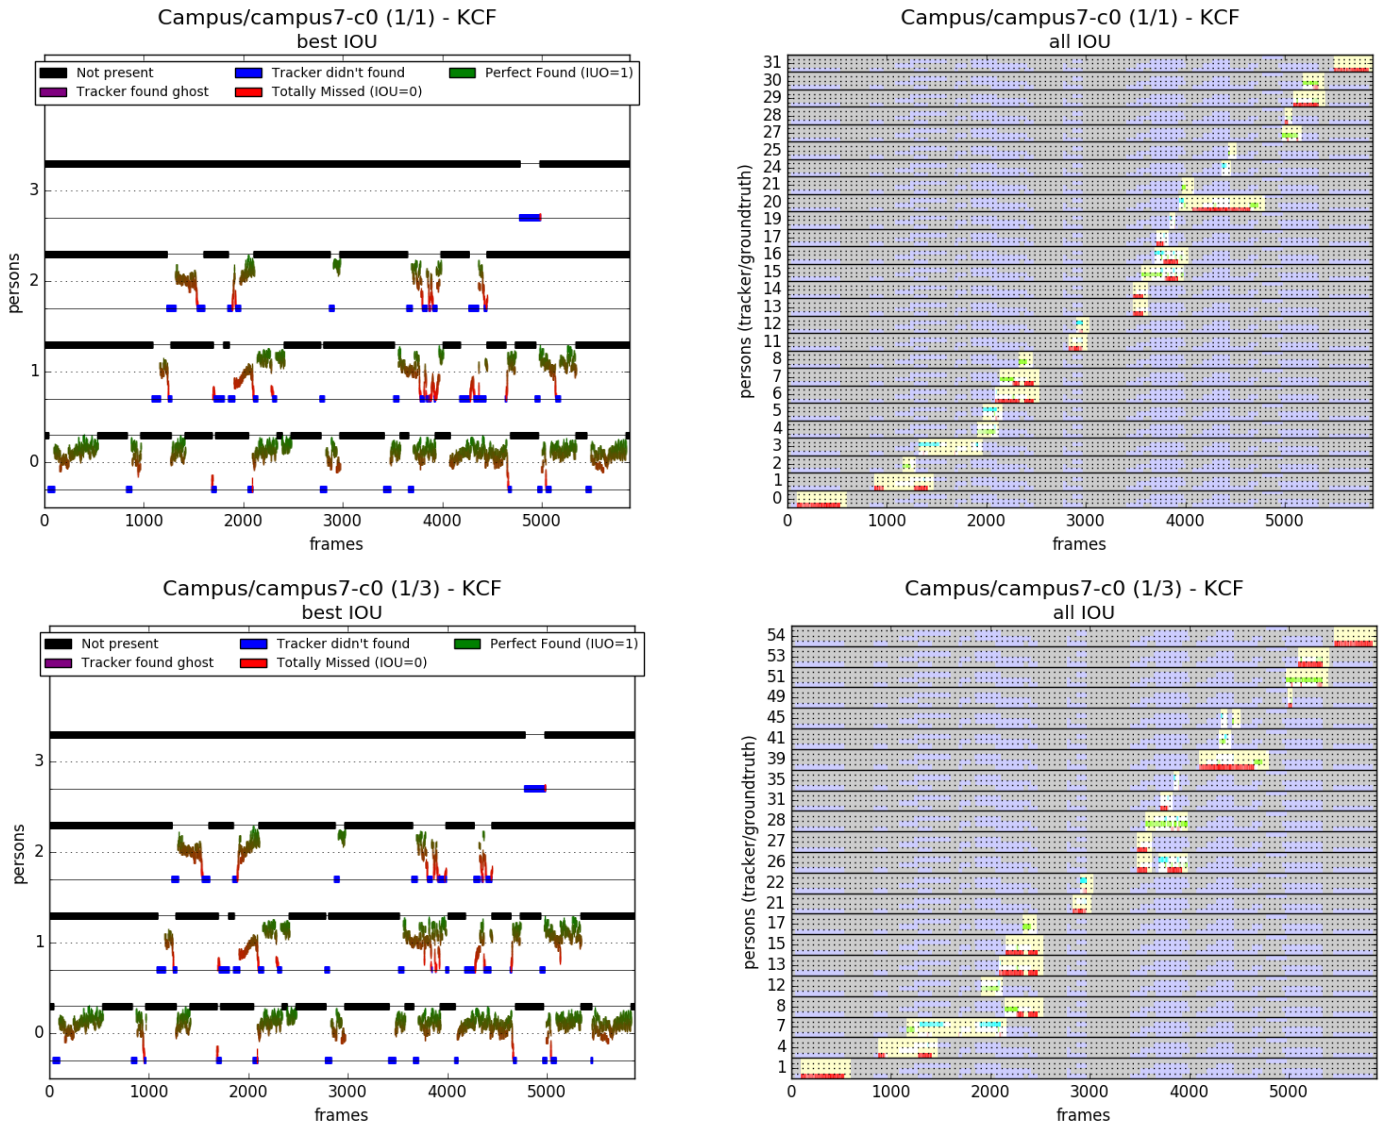 Campus/campus7-c0 (1/1) - KCF
best IOU
Not present
Tracker didn't found
Perfect Found (IUO=1)
Tracker found ghost
Totally Missed (IOU=0)
3
2
1
0
persons
0 1000 2000 3000 4000 5000
frames
Campus/campus7-c0 (1/1) - KCF
all IOU
31
30
29
28
27
25
24
21
20
19
17
16
15
14
13
12
11
8
7
6
5
4
3
2
1
0
persons (tracker/groundtruth)
0 1000 2000 3000 4000 5000
frames
Campus/campus7-c0 (1/3) - KCF
best IOU
Not present
Tracker didn't found
Perfect Found (IUO=1)
Tracker found ghost
Totally Missed (IOU=0)
3
2
1
0
persons
0 1000 2000 3000 4000 5000
frames
Campus/campus7-c0 (1/3) - KCF
all IOU
54
53
51
49
45
41
39
35
31
28
27
26
22
21
17
15
13
12
8
7
4
1
persons (tracker/groundtruth)
0 1000 2000 3000 4000 5000
frames